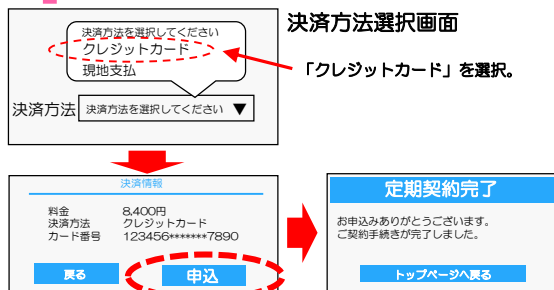 決済方法選択画面
決済方法を選択してください
クレジットカード
現地支払
「クレジットカード」を選択。
決済方法 決済方法を選択してください ▼
決済情報
料金 8,400円
決済方法 クレジットカード
カード番号 123456*******7890
戻る 申込
定期契約完了
お申込みありがとうございます。
ご契約手続きが完了しました。
トップページへ戻る